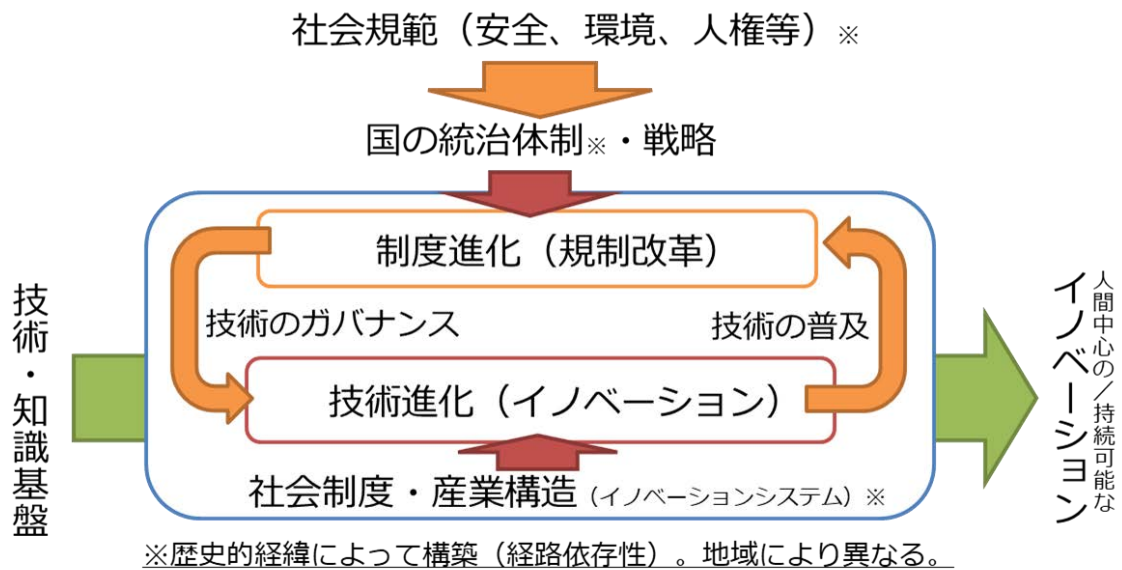 社会規範（安全、環境、人権等）※
国の統治体制※・戦略
制度進化（規制改革）
技術のガバナンス
技術の普及
技術進化（イノベーション）
社会制度・産業構造（イノベーションシステム）※
技術・知識基盤
人間中心の／持続可能な
イノベーション
※歴史的経緯によって構築（経路依存性）。地域により異なる。